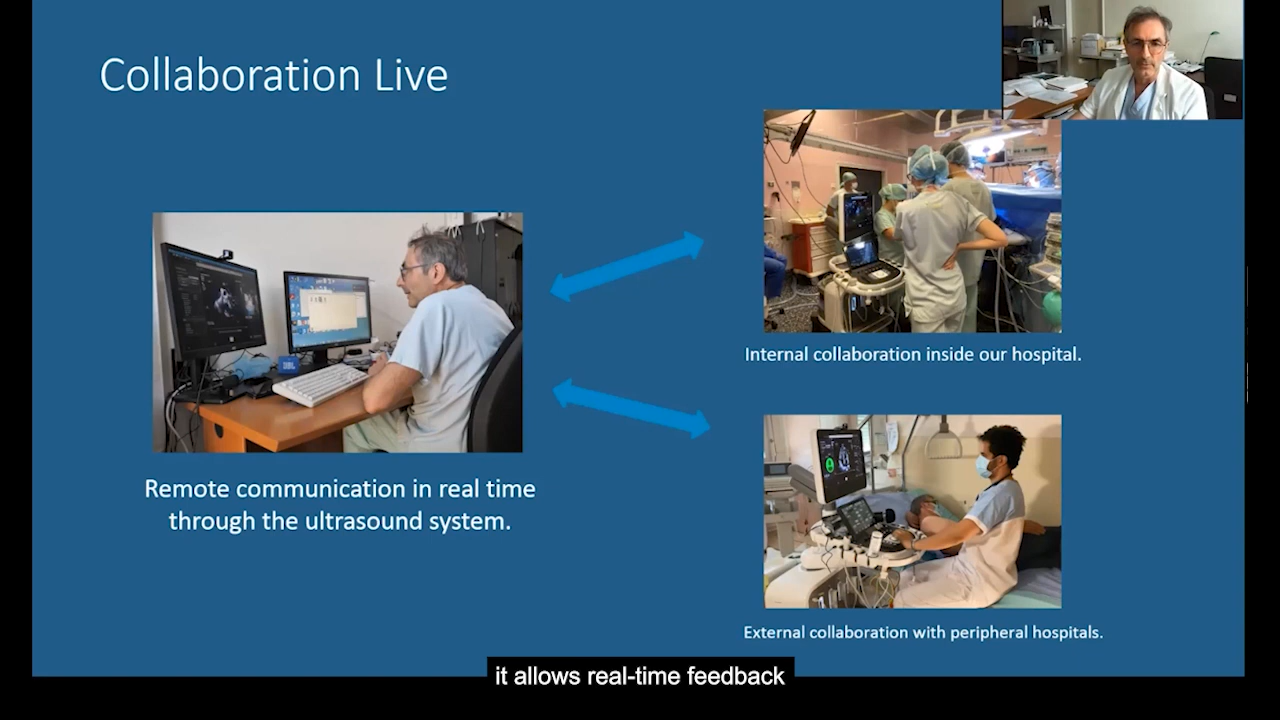 Collaboration Live
Internal collaboration inside our hospital.
Remote communication in real time
through the ultrasound system.
External collaboration with peripheral hospitals.
it allows real-time feedback
JBL